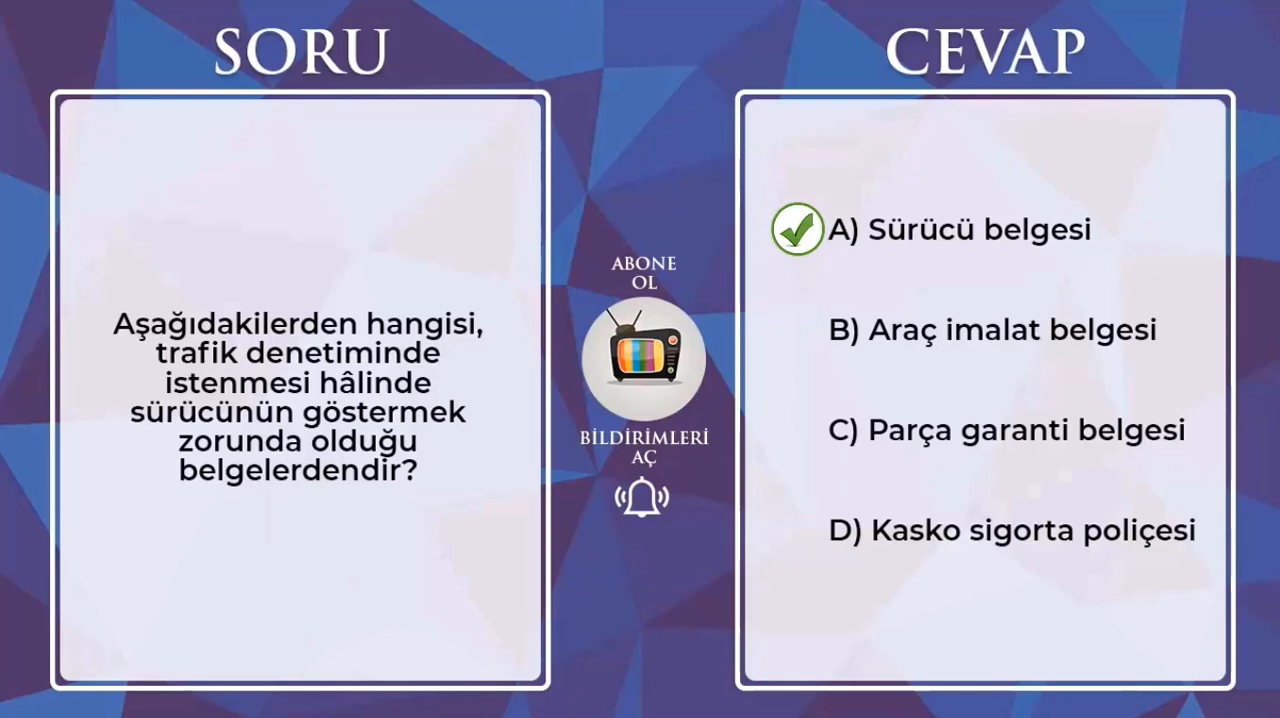 SORU
Aşağıdakilerden hangisi,
trafik denetiminde
istenmesi hâlinde
sürücünün göstermek
zorunda olduğu
belgelerdendir?
ABONE
OL
BİLDİRİMLERİ
AÇ
CEVAP
A) Sürücü belgesi
B) Araç imalat belgesi
C) Parça garanti belgesi
D) Kasko sigorta poliçesi